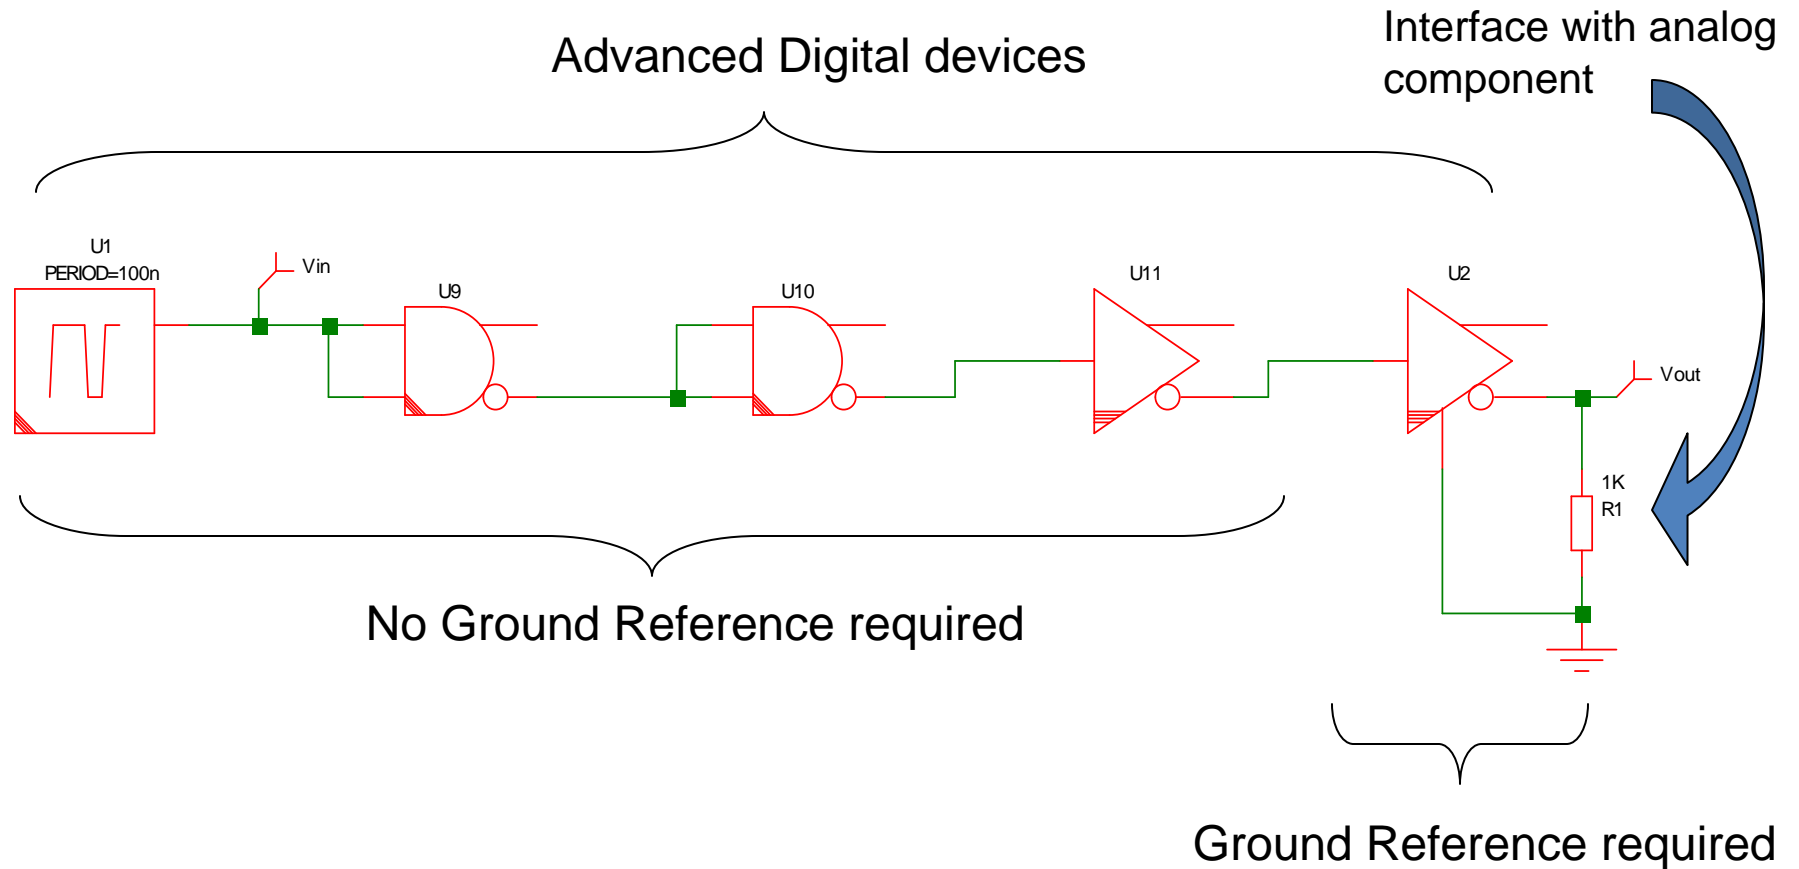 Advanced Digital devices
Interface with analog
component
U1
PERIOD=100n
Vin
U9
U10
U11
U2
Vout
1K
R1
No Ground Reference required
Ground Reference required